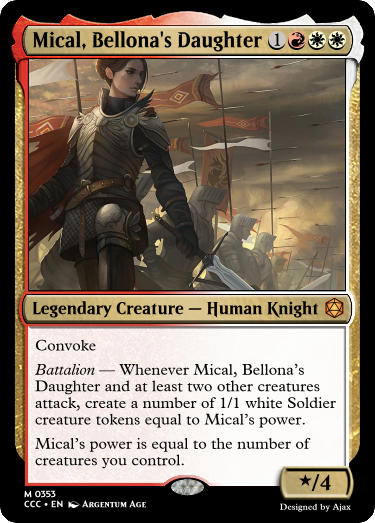 Mical, Bellona's Daughter 1
Legendary Creature — Human Knight
Convoke
Battalion — Whenever Mical, Bellona's
Daughter and at least two other creatures
attack, create a number of 1/1 white Soldier
creature tokens equal to Mical's power.
Mical's power is equal to the number of
creatures you control.
★/4
M 0353
CCC • EN Argentum Age
Designed by Ajax